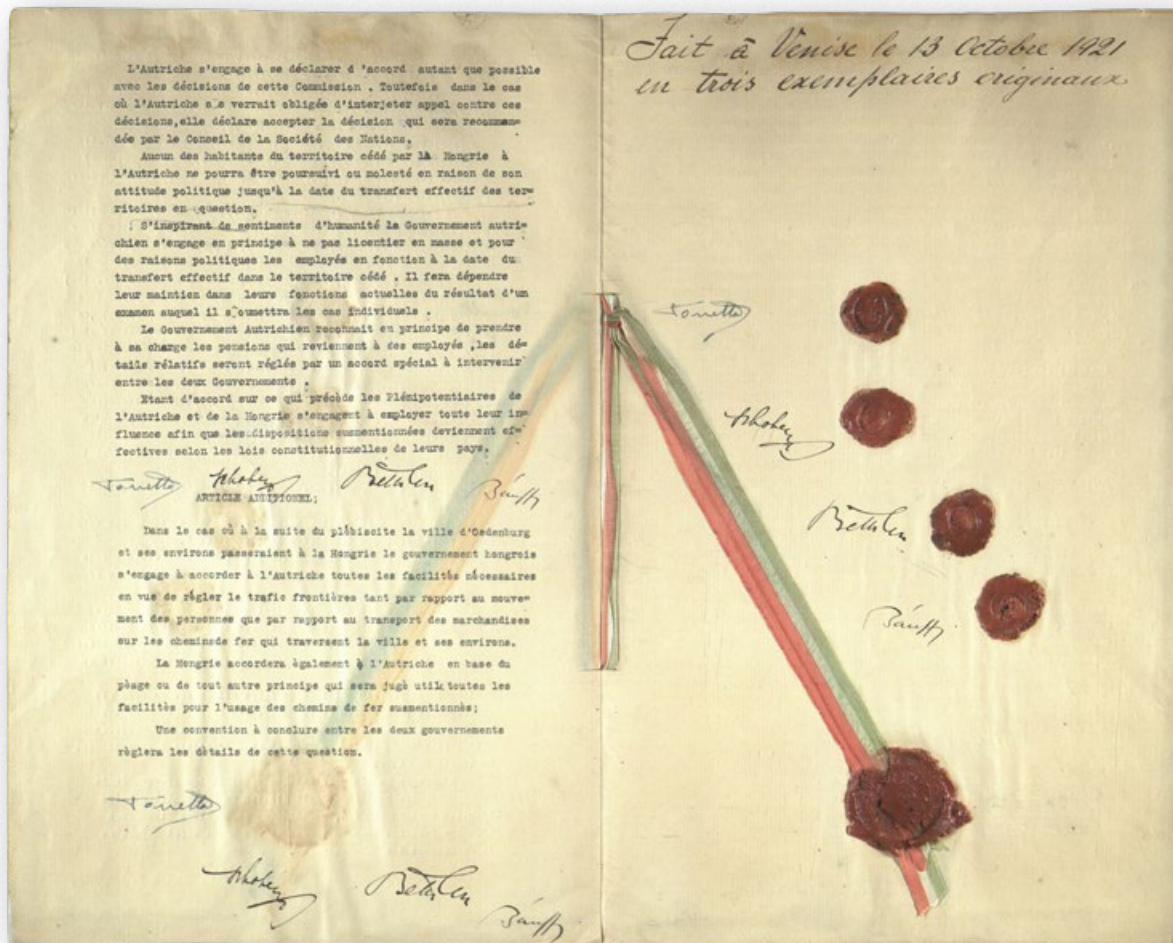 L'Autriche s'engage à se déclarer d 'accord autant que possible
avec les décisions de cette Commission . Toutefois dans le cas
où l'Autriche se verrait obligée d'interjeter appel contre ces
décisions,elle déclare accepter la décision qui sera recomman=
dée par le Conseil de la Société des Nations.
Aucun des habitants du territoire cédé par la Hongrie à
l'Autriche ne pourra être poursuivi ou molesté en raison de son
attitude politique jusqu'à la date du transfert effectif des ter=
ritoires en question.
S'inspirant de sentiments d'humanité le Gouvernement autri=
chien s'engage en principe à ne pas licentier en masse et pour
des raisons politiques les employés en fonction à la date du
transfert effectif dans le territoire cédé . Il fera dépendre
leur maintien dans leurs fonctions actuelles du résultat d'un
examen auquel il soumettra les cas individuels .
Le Gouvernement Autrichien reconnait en principe de prendre
à sa charge les pensions qui reviennent à des employés ,les dé=
tails rélatifs seront réglés par un accord spécial à intervenir
entre les deux Gouvernements .
Etant d'accord sur ce qui précède les Plénipotentiaires de
l'Autriche et de la Hongrie s'engagent à employer toute leur in=
fluence afin que les dispositions susmentionnées deviennent ef=
fectives selon les lois constitutionnelles de leurs pays.
Torretta Schober Bethlen Bánffy
ARTICLE ADDITIONEL;
Dans le cas où à la suite du plébiscite la ville d'Oedenburg
et ses environs passeraient à la Hongrie le gouvernement hongrois
s'engage à accorder à l'Autriche toutes les facilités nécessaires
en vue de régler le trafic frontières tant par rapport au mouve=
ment des personnes que par rapport au transport des marchandises
sur les cheminsde fer qui traversent la ville et ses environs.
La Hongrie accordera également à l'Autriche en base du
péage ou de tout autre principe qui sera jugé utile toutes les
facilités pour l'usage des chemins de fer susmentionnés;
Une convention à conclure entre les deux gouvernements
règlera les détails de cette question.
Torretta
Schober Bethlen Bánffy
Fait à Venise le 13 Octobre 1921
en trois exemplaires originaux
Torretta
Schober
Bethlen
Bánffy